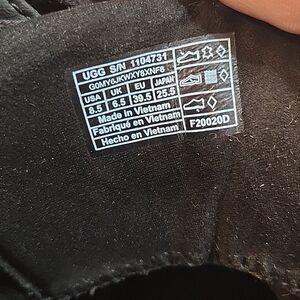 UGG S/N 1104731
G0MY6JKWXY8XNF6
USA UK EU JAPAN
8.5 6.5 39.5 25.5
Made in Vietnam
Fabriqué en Vietnam
Hecho en Vietnam
F20020D